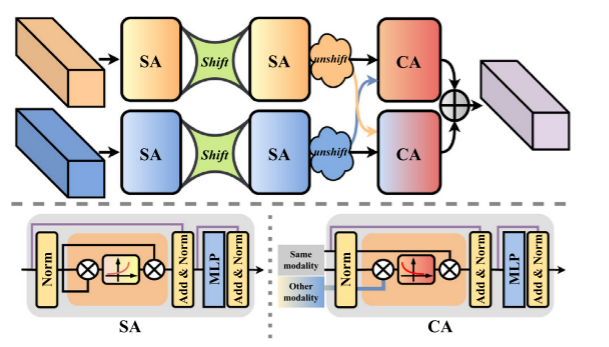 SA
Shift
SA
unshift
CA
SA
Shift
SA
unshift
CA
Norm
Add & Norm
MLP
Add & Norm
SA
Same
modality
Other
modality
Norm
Add & Norm
MLP
Add & Norm
CA